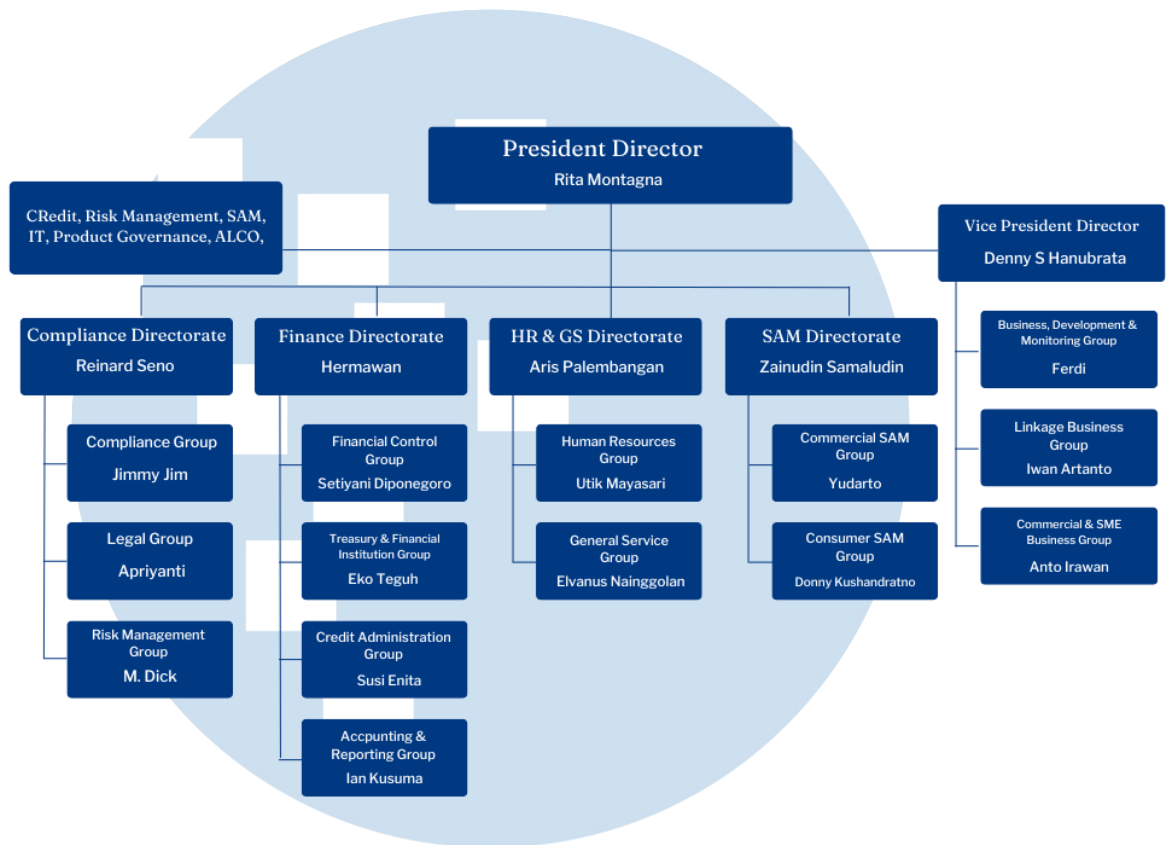 President Director
Rita Montagna
CRedit, Risk Management, SAM,
IT, Product Governance, ALCO,
Vice President Director
Denny S Hanubrata
Compliance Directorate
Reinard Seno
Compliance Group
Jimmy Jim
Legal Group
Apriyanti
Risk Management
Group
M. Dick
Finance Directorate
Hermawan
Financial Control
Group
Setiyani Diponegoro
Treasury & Financial
Institution Group
Eko Teguh
Credit Administration
Group
Susi Enita
Accpunting &
Reporting Group
Ian Kusuma
HR & GS Directorate
Aris Palembangan
Human Resources
Group
Utik Mayasari
General Service
Group
Elvanus Nainggolan
SAM Directorate
Zainudin Samaludin
Commercial SAM
Group
Yudarto
Consumer SAM
Group
Donny Kushandratno
Business, Development &
Monitoring Group
Ferdi
Linkage Business
Group
Iwan Artanto
Commercial & SME
Business Group
Anto Irawan